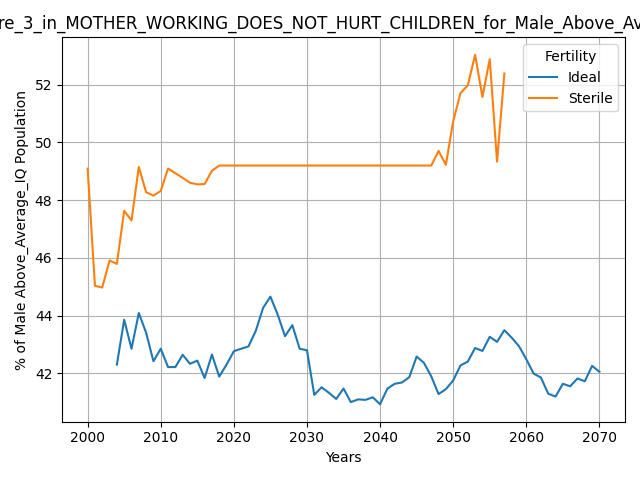 re_3_in_MOTHER_WORKING_DOES_NOT_HURT_CHILDREN_for_Male_Above_Av
Fertility
Ideal
Sterile
% of Male Above_Average_IQ Population
52
50
48
46
44
42
2000 2010 2020 2030 2040 2050 2060 2070
Years